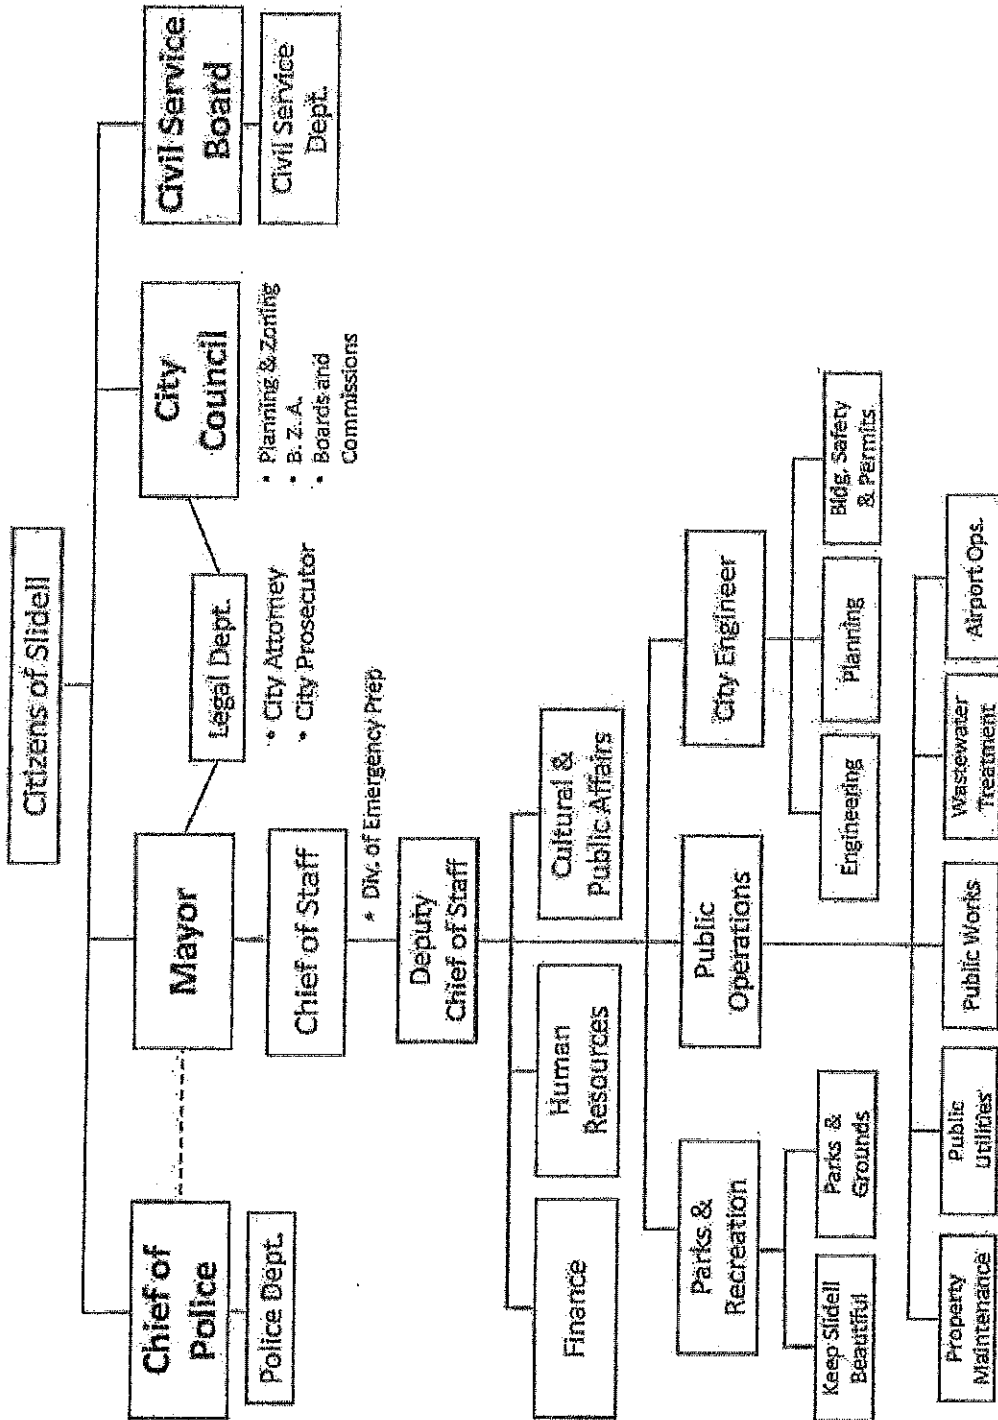 Citizens of Slidell
Chief of
Police
Mayor
City
Council
Civil Service
Board
Legal Dept.
Police Dept.
Chief of Staff
• City Attorney
• City Prosecutor
• Planning & Zoning
• B. Z. A.
• Boards and
Commissions
Civil Service
Dept.
• Div. of Emergency Prep
Deputy
Chief of Staff
Finance
Human
Resources
Cultural &
Public Affairs
Parks &
Recreation
Public
Operations
City Engineer
Keep Slidell
Beautiful
Parks &
Grounds
Engineering
Planning
Bldg. Safety
& Permits
Property
Maintenance
Public
Utilities
Public Works
Wastewater
Treatment
Airport Ops.